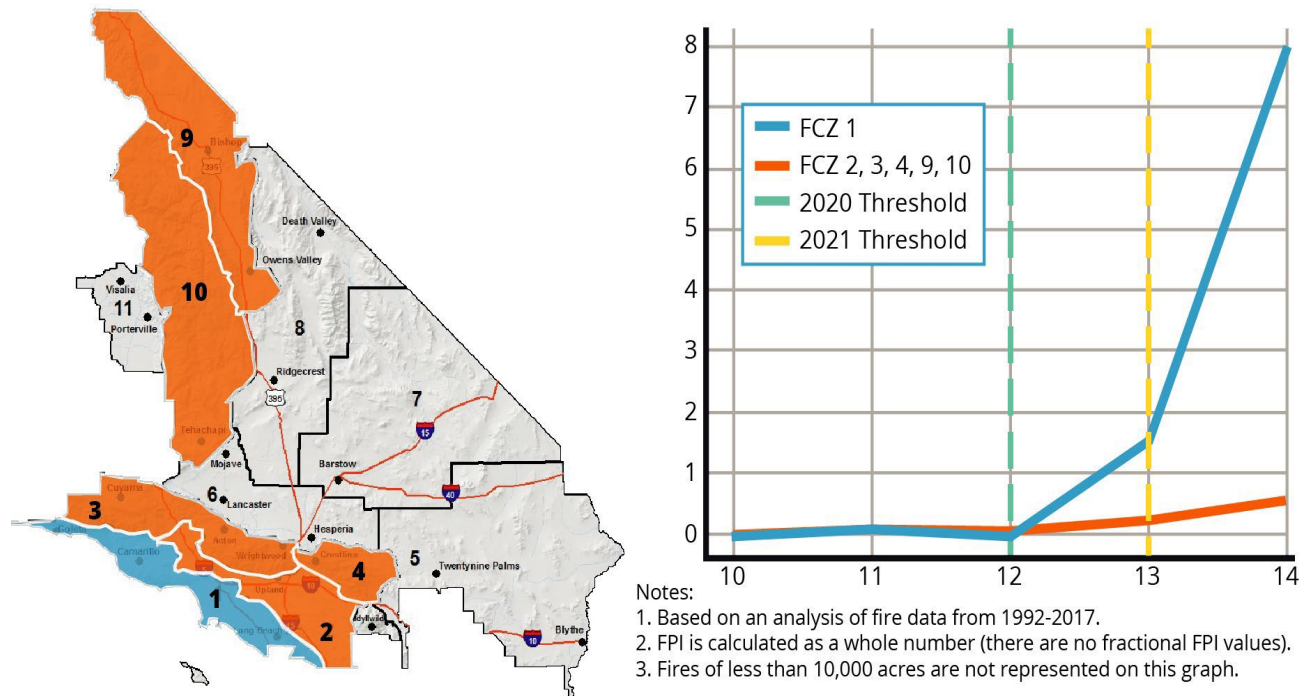 9
Bishop
395
Death Valley
Owens Valley
10
Visalia
11
Porterville
8
Ridgecrest
395
7
15
Tehachapi
Mojave
Barstow
6
Lancaster
40
Cuyama
3
Hesperia
Acton
Wrightwood
Crestline
5
Goleta
Camarillo
4
Twentynine Palms
1
Upland
10
2
Idyllwild
Long Beach
10
Blythe
8
7
6
5
4
3
2
1
0
FCZ 1
FCZ 2, 3, 4, 9, 10
2020 Threshold
2021 Threshold
10
11
12
13
14
Notes:
1. Based on an analysis of fire data from 1992-2017.
2. FPI is calculated as a whole number (there are no fractional FPI values).
3. Fires of less than 10,000 acres are not represented on this graph.